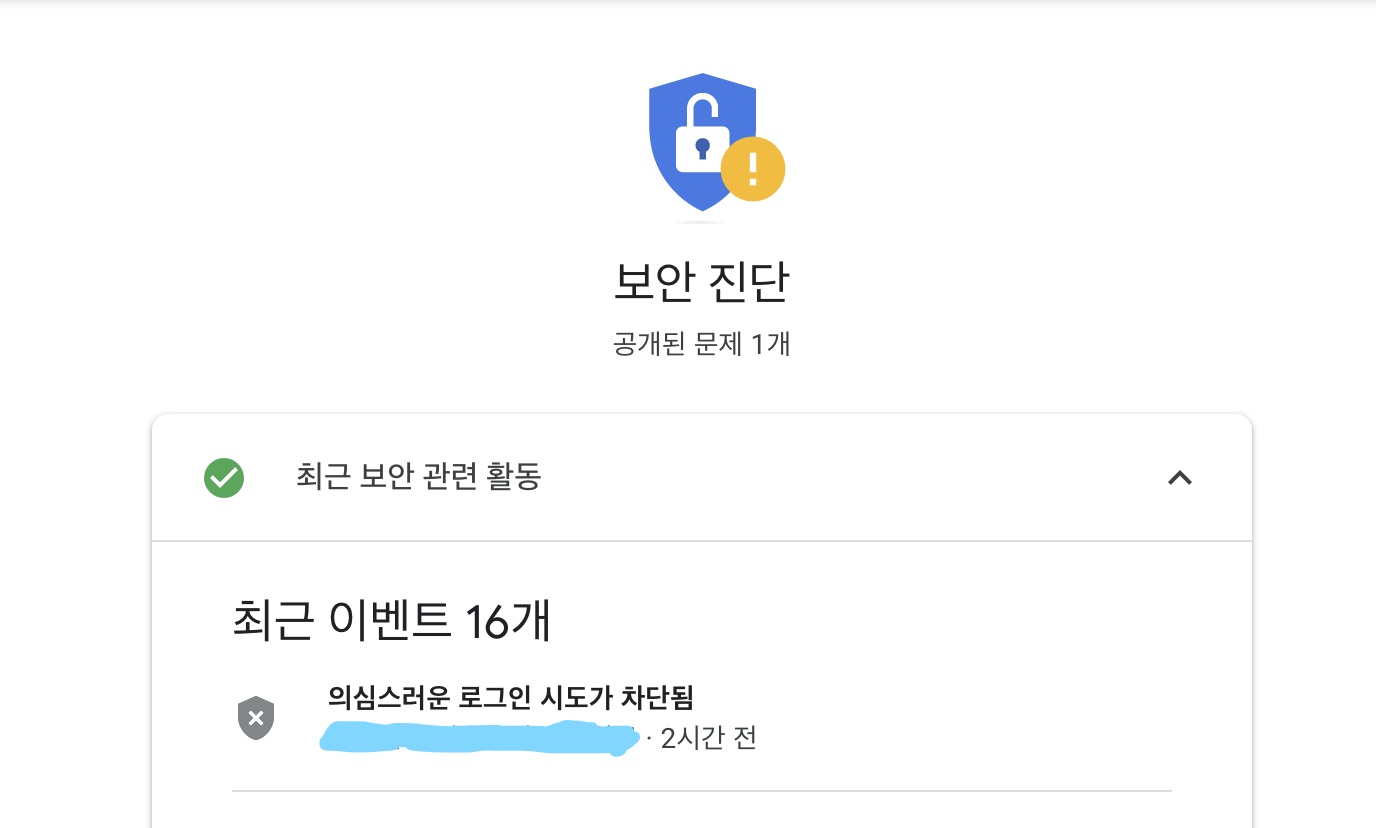 보안 진단
공개된 문제 1개
최근 보안 관련 활동
최근 이벤트 16개
의심스러운 로그인 시도가 차단됨
· 2시간 전